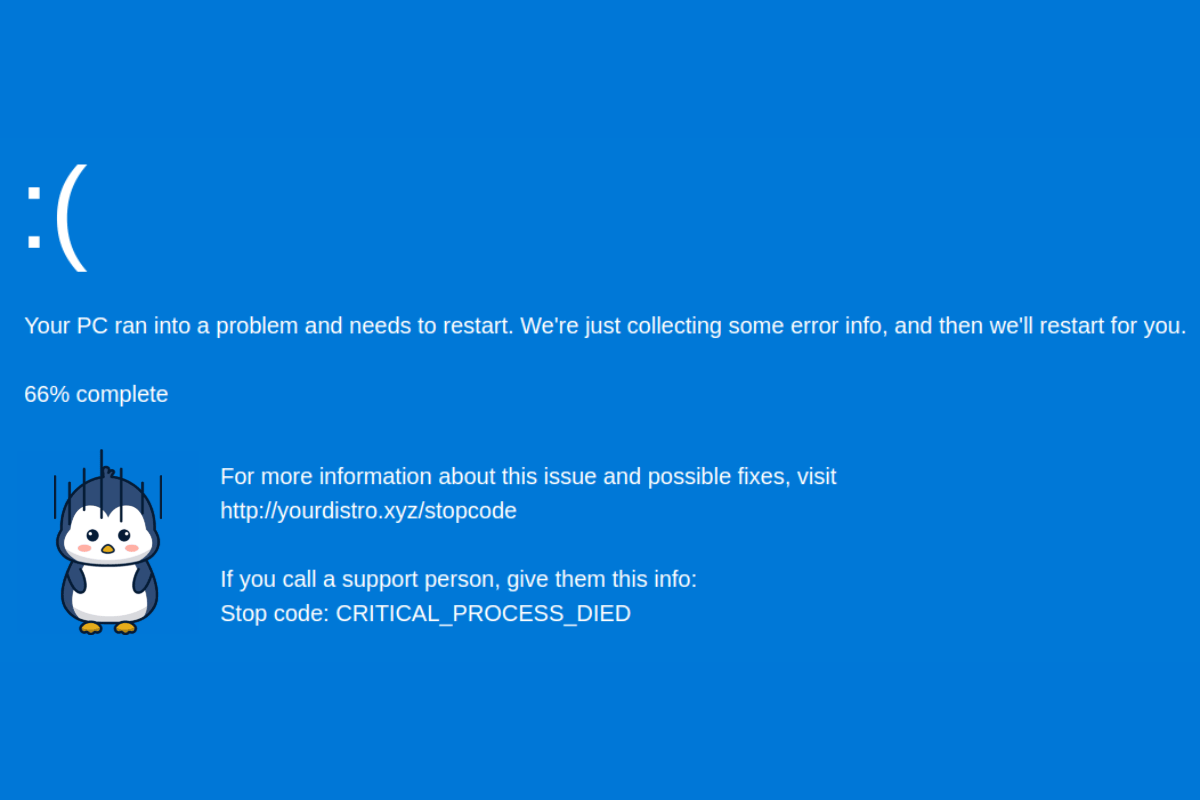 :(
Your PC ran into a problem and needs to restart. We're just collecting some error info, and then we'll restart for you.
66% complete
For more information about this issue and possible fixes, visit
http://yourdistro.xyz/stopcode
If you call a support person, give them this info:
Stop code: CRITICAL_PROCESS_DIED